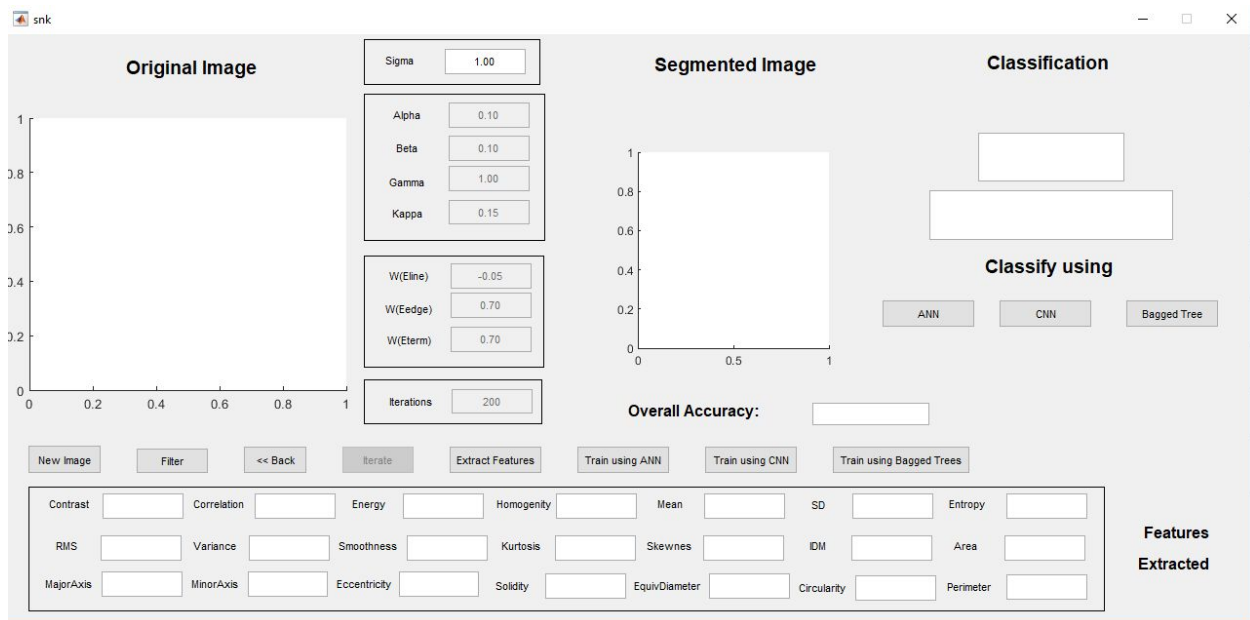 snk
Original Image
Sigma 1.00
Segmented Image
Classification
Alpha 0.10
Beta 0.10
Gamma 1.00
Kappa 0.15
1
0.8
0.6
0.4
0.2
0
0 0.2 0.4 0.6 0.8 1
W(Eline) -0.05
W(Eedge) 0.70
W(Eterm) 0.70
Iterations 200
1
0.8
0.6
0.4
0.2
0
0 0.5 1
Classify using
ANN CNN Bagged Tree
Overall Accuracy:
New Image Filter << Back Iterate Extract Features Train using ANN Train using CNN Train using Bagged Trees
Contrast Correlation Energy Homogenity Mean SD Entropy
RMS Variance Smoothness Kurtosis Skewnes IDM Area
MajorAxis MinorAxis Eccentricity Solidity EquivDiameter Circularity Perimeter
Features
Extracted